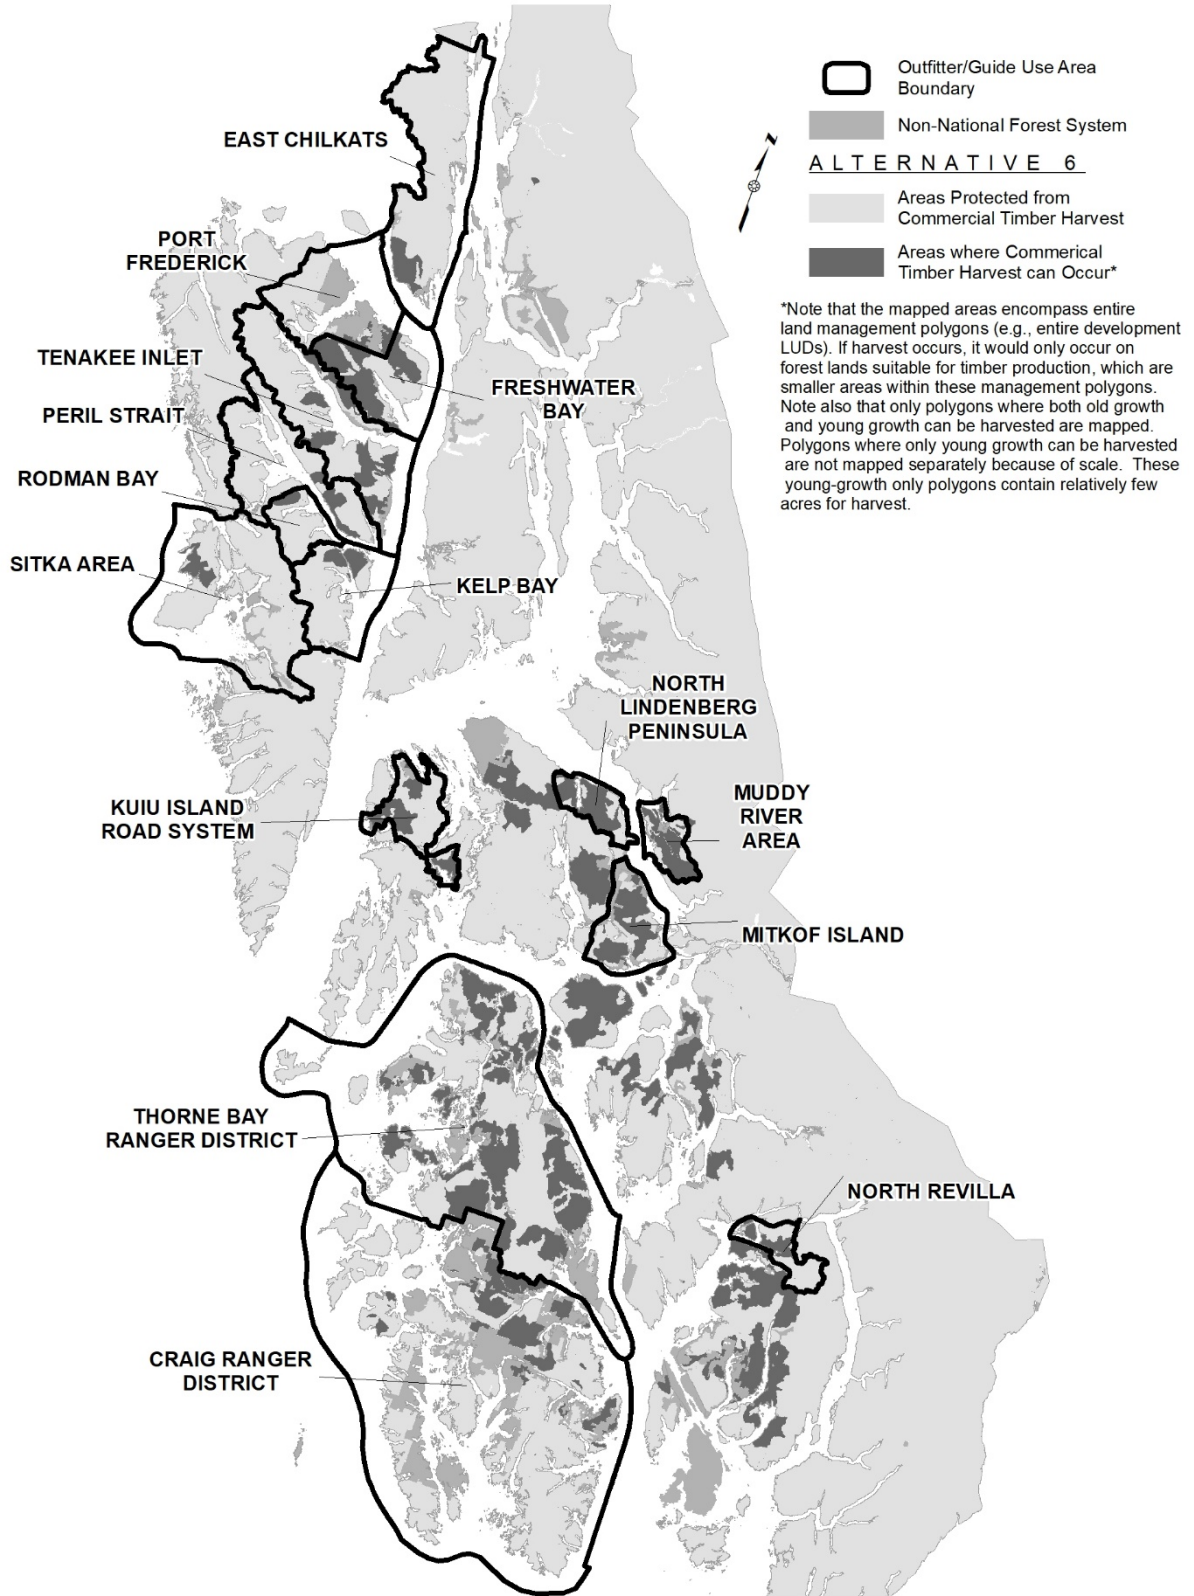 Outfitter/Guide Use Area
Boundary
Non-National Forest System
ALTERNATIVE 6
Areas Protected from
Commercial Timber Harvest
Areas where Commerical
Timber Harvest can Occur*
*Note that the mapped areas encompass entire
land management polygons (e.g., entire development
LUDs). If harvest occurs, it would only occur on
forest lands suitable for timber production, which are
smaller areas within these management polygons.
Note also that only polygons where both old growth
and young growth can be harvested are mapped.
Polygons where only young growth can be harvested
are not mapped separately because of scale. These
young-growth only polygons contain relatively few
acres for harvest.
N
EAST CHILKATS
PORT
FREDERICK
TENAKEE INLET
FRESHWATER
BAY
PERIL STRAIT
RODMAN BAY
SITKA AREA
KELP BAY
NORTH
LINDENBERG
PENINSULA
KUIU ISLAND
ROAD SYSTEM
MUDDY
RIVER
AREA
MITKOF ISLAND
THORNE BAY
RANGER DISTRICT
NORTH REVILLA
CRAIG RANGER
DISTRICT